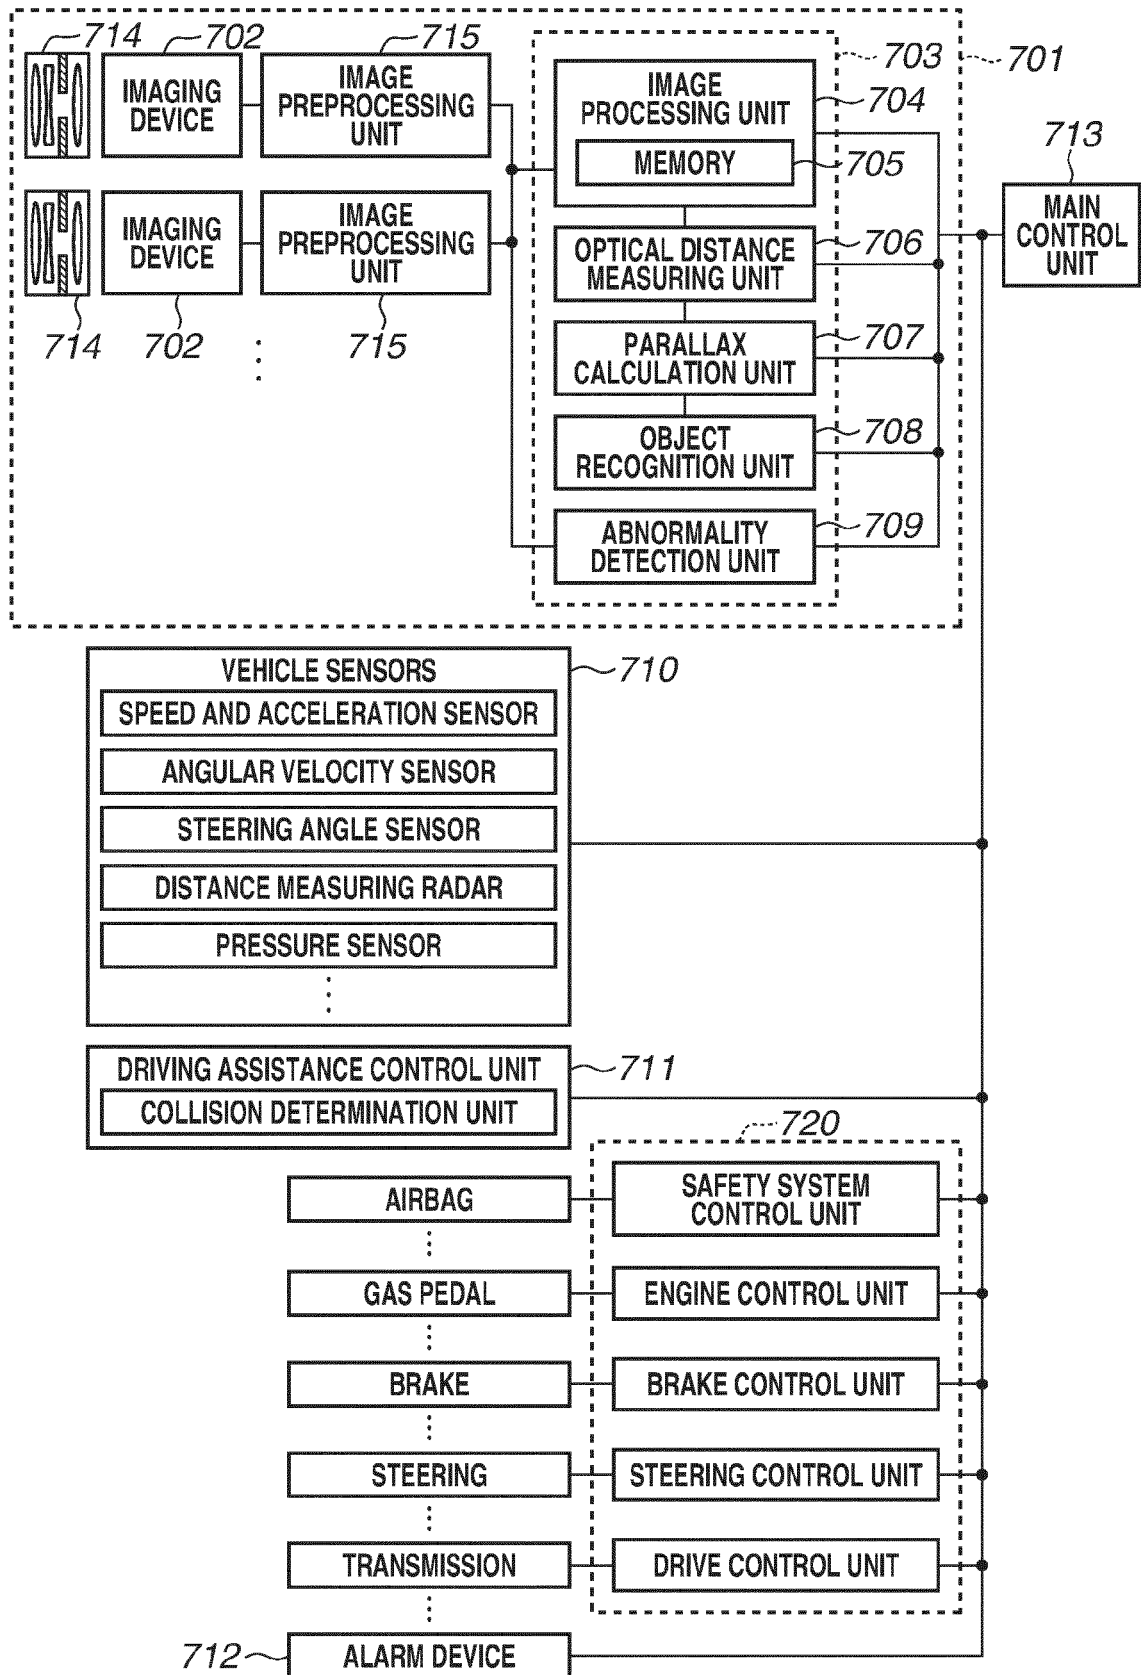 714
702
715
703
701
IMAGING
DEVICE
IMAGE
PREPROCESSING
UNIT
IMAGE
PROCESSING UNIT
704
MEMORY
705
713
MAIN
CONTROL
UNIT
IMAGING
DEVICE
IMAGE
PREPROCESSING
UNIT
714
702
715
OPTICAL DISTANCE
MEASURING UNIT
706
PARALLAX
CALCULATION UNIT
707
OBJECT
RECOGNITION UNIT
708
ABNORMALITY
DETECTION UNIT
709
VEHICLE SENSORS
710
SPEED AND ACCELERATION SENSOR
ANGULAR VELOCITY SENSOR
STEERING ANGLE SENSOR
DISTANCE MEASURING RADAR
PRESSURE SENSOR
DRIVING ASSISTANCE CONTROL UNIT
711
COLLISION DETERMINATION UNIT
720
AIRBAG
SAFETY SYSTEM
CONTROL UNIT
GAS PEDAL
ENGINE CONTROL UNIT
BRAKE
BRAKE CONTROL UNIT
STEERING
STEERING CONTROL UNIT
TRANSMISSION
DRIVE CONTROL UNIT
712
ALARM DEVICE